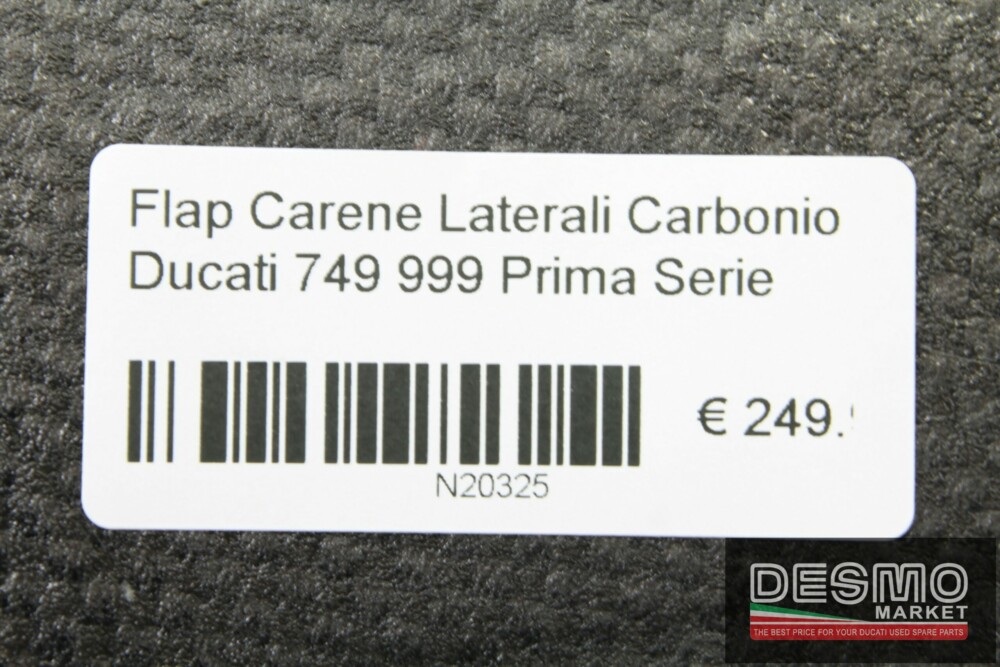 Flap Carene Laterali Carbonio
Ducati 749 999 Prima Serie
€ 249.
N20325
DESMO
MARKET
THE BEST PRICE FOR YOUR DUCATI USED SPARE PARTS